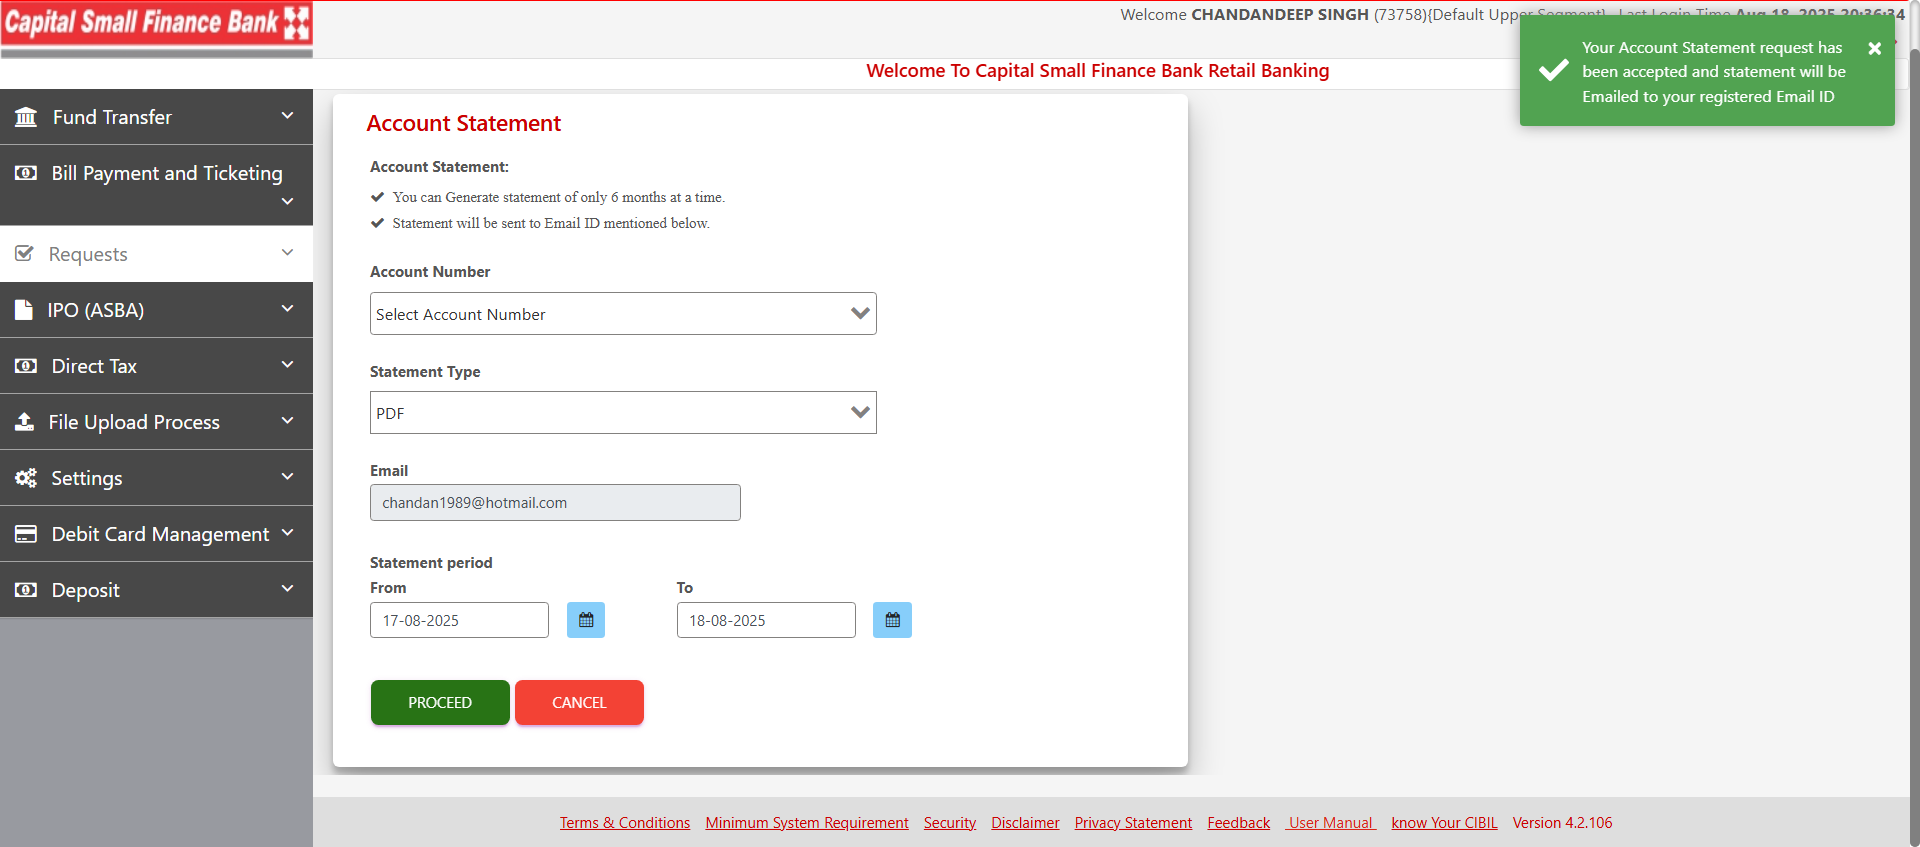 Capital Small Finance Bank
Welcome CHANDANDEEP SINGH (73758){Default Upper Segment} Last Login Time Aug 18, 2025 20:36:34
Your Account Statement request has
been accepted and statement will be
Emailed to your registered Email ID
Welcome To Capital Small Finance Bank Retail Banking
Fund Transfer
Bill Payment and Ticketing
Requests
IPO (ASBA)
Direct Tax
File Upload Process
Settings
Debit Card Management
Deposit
Account Statement
Account Statement:
You can Generate statement of only 6 months at a time.
Statement will be sent to Email ID mentioned below.
Account Number
Select Account Number
Statement Type
PDF
Email
chandan1989@hotmail.com
Statement period
From To
17-08-2025 18-08-2025
PROCEED CANCEL
Terms & Conditions Minimum System Requirement Security Disclaimer Privacy Statement Feedback User Manual know Your CIBIL Version 4.2.106